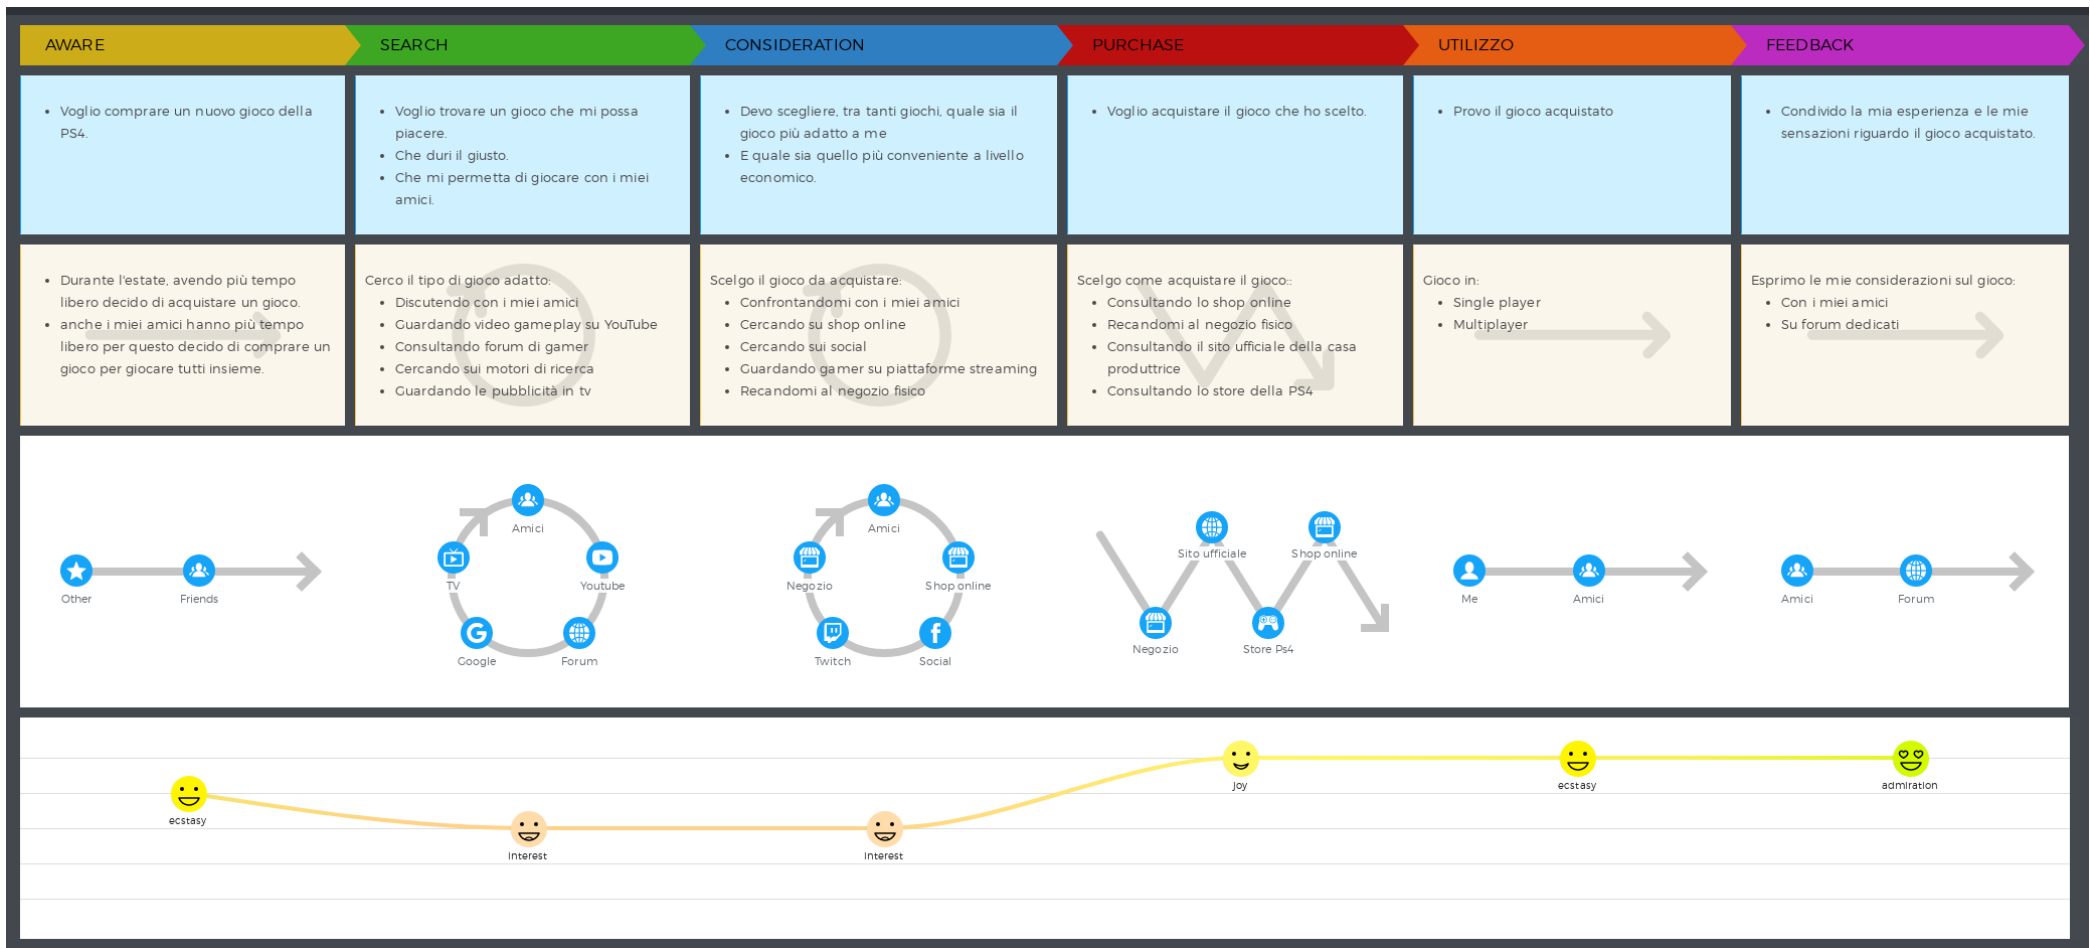 AWARE
SEARCH
CONSIDERATION
PURCHASE
UTILIZZO
FEEDBACK
• Voglio comprare un nuovo gioco della
PS4.
• Voglio trovare un gioco che mi possa
piacere.
• Che duri il giusto.
• Che mi permetta di giocare con i miei
amici.
• Devo scegliere, tra tanti giochi, quale sia il
gioco più adatto a me
• E quale sia quello più conveniente a livello
economico.
• Voglio acquistare il gioco che ho scelto.
• Provo il gioco acquistato
• Condivido la mia esperienza e le mie
sensazioni riguardo il gioco acquistato.
• Durante l'estate, avendo più tempo
libero decido di acquistare un gioco.
• anche i miei amici hanno più tempo
libero per questo decido di comprare un
gioco per giocare tutti insieme.
Cerco il tipo di gioco adatto:
• Discutendo con i miei amici
• Guardando video gameplay su YouTube
• Consultando forum di gamer
• Cercando sui motori di ricerca
• Guardando le pubblicità in tv
Scelgo il gioco da acquistare:
• Confrontandomi con i miei amici
• Cercando su shop online
• Cercando sui social
• Guardando gamer su piattaforme streaming
• Recandomi al negozio fisico
Scelgo come acquistare il gioco::
• Consultando lo shop online
• Recandomi al negozio fisico
• Consultando il sito ufficiale della casa
produttrice
• Consultando lo store della PS4
Gioco in:
• Single player
• Multiplayer
Esprimo le mie considerazioni sul gioco:
• Con i miei amici
• Su forum dedicati
Other
Friends
Amici
TV
Youtube
Google
Forum
Amici
Negozio
Shop online
Twitch
Social
Sito ufficiale
Shop online
Negozio
Store Ps4
Me
Amici
Amici
Forum
ecstasy
interest
interest
joy
ecstasy
admiration